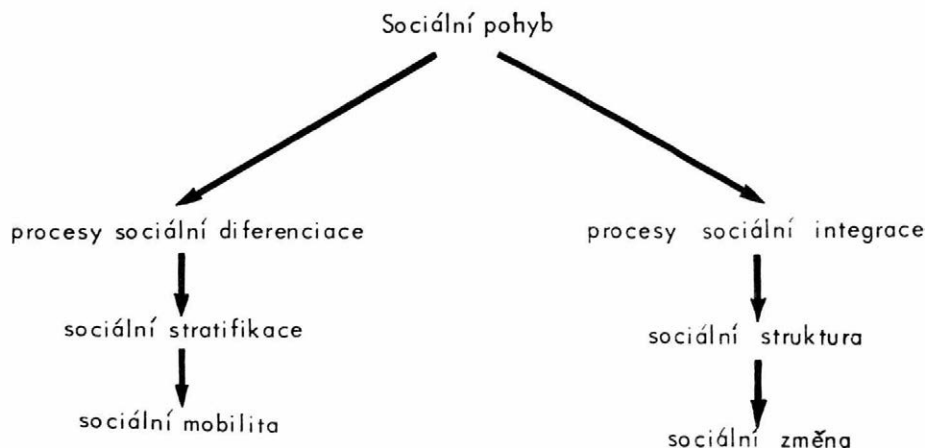 Sociální pohyb
procesy sociální diferenciace
procesy sociální integrace
sociální stratifikace
sociální struktura
sociální mobilita
sociální změna